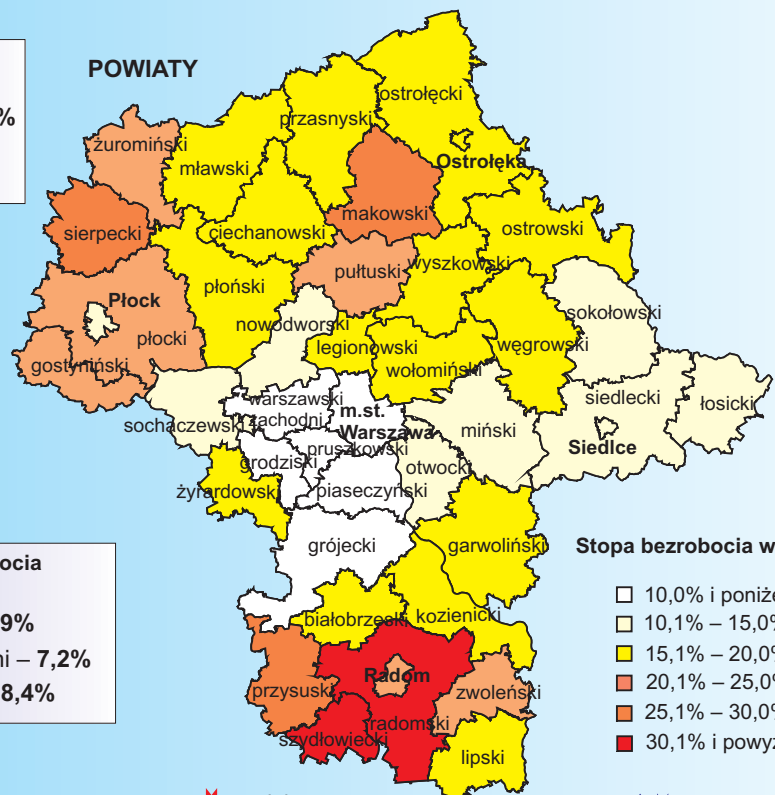 POWIATY
%
ostrołęcki
przasnyski
żuromiński
mławski
Ostrołęka
makowski
sierpecki
ciechanowski
ostrowski
pułtuski
wyszkowski
płoński
Płock
sokołowski
nowodworski
płocki
legionowski
węgrowski
gostyniński
wołomiński
siedlecki
warszawski
zachodni
łosicki
m.st.
Warszawa
sochaczewski
miński
Siedlce
pruszkowski
grodziski
otwocki
żyrardowski
piaseczyński
grójecki
garwoliński
białobrzeski
kozienicki
Radom
przysuski
zwoleński
radomski
szydłowiecki
lipski
ocia
9%
ni – 7,2%
8,4%
Stopa bezrobocia w
10,0% i poniże
10,1% – 15,0%
15,1% – 20,0%
20,1% – 25,0%
25,1% – 30,0%
30,1% i powyż